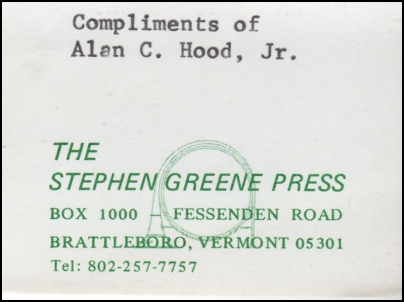 Compliments of
Alan C. Hood, Jr.
THE
STEPHEN GREENE PRESS
BOX 1000 – FESSENDEN ROAD
BRATTLEBORO, VERMONT 05301
Tel: 802-257-7757